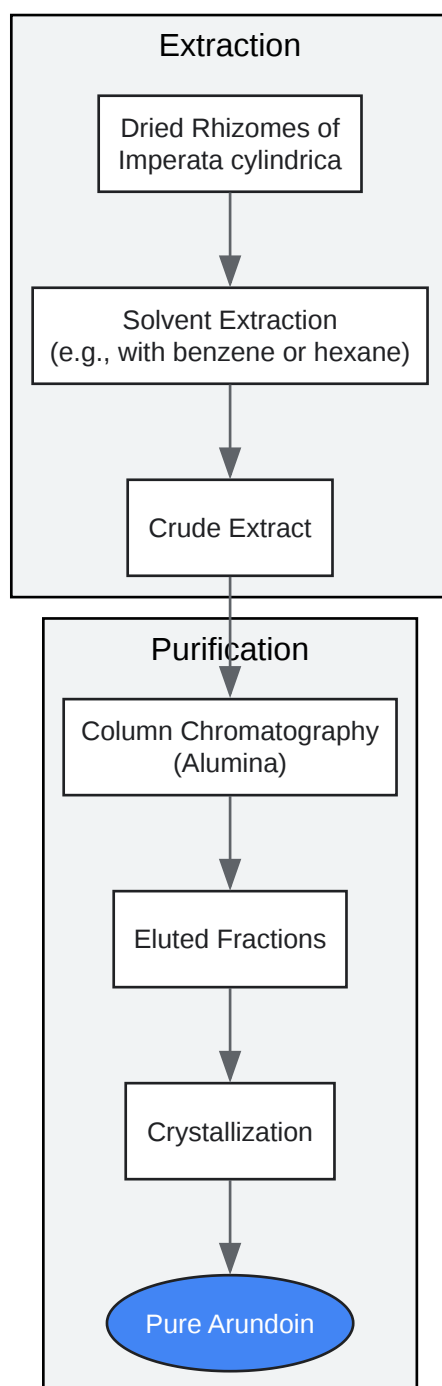 Extraction
Dried Rhizomes of
Imperata cylindrica
Solvent Extraction
(e.g., with benzene or hexane)
Crude Extract
Purification
Column Chromatography
(Alumina)
Eluted Fractions
Crystallization
Pure Arundoin